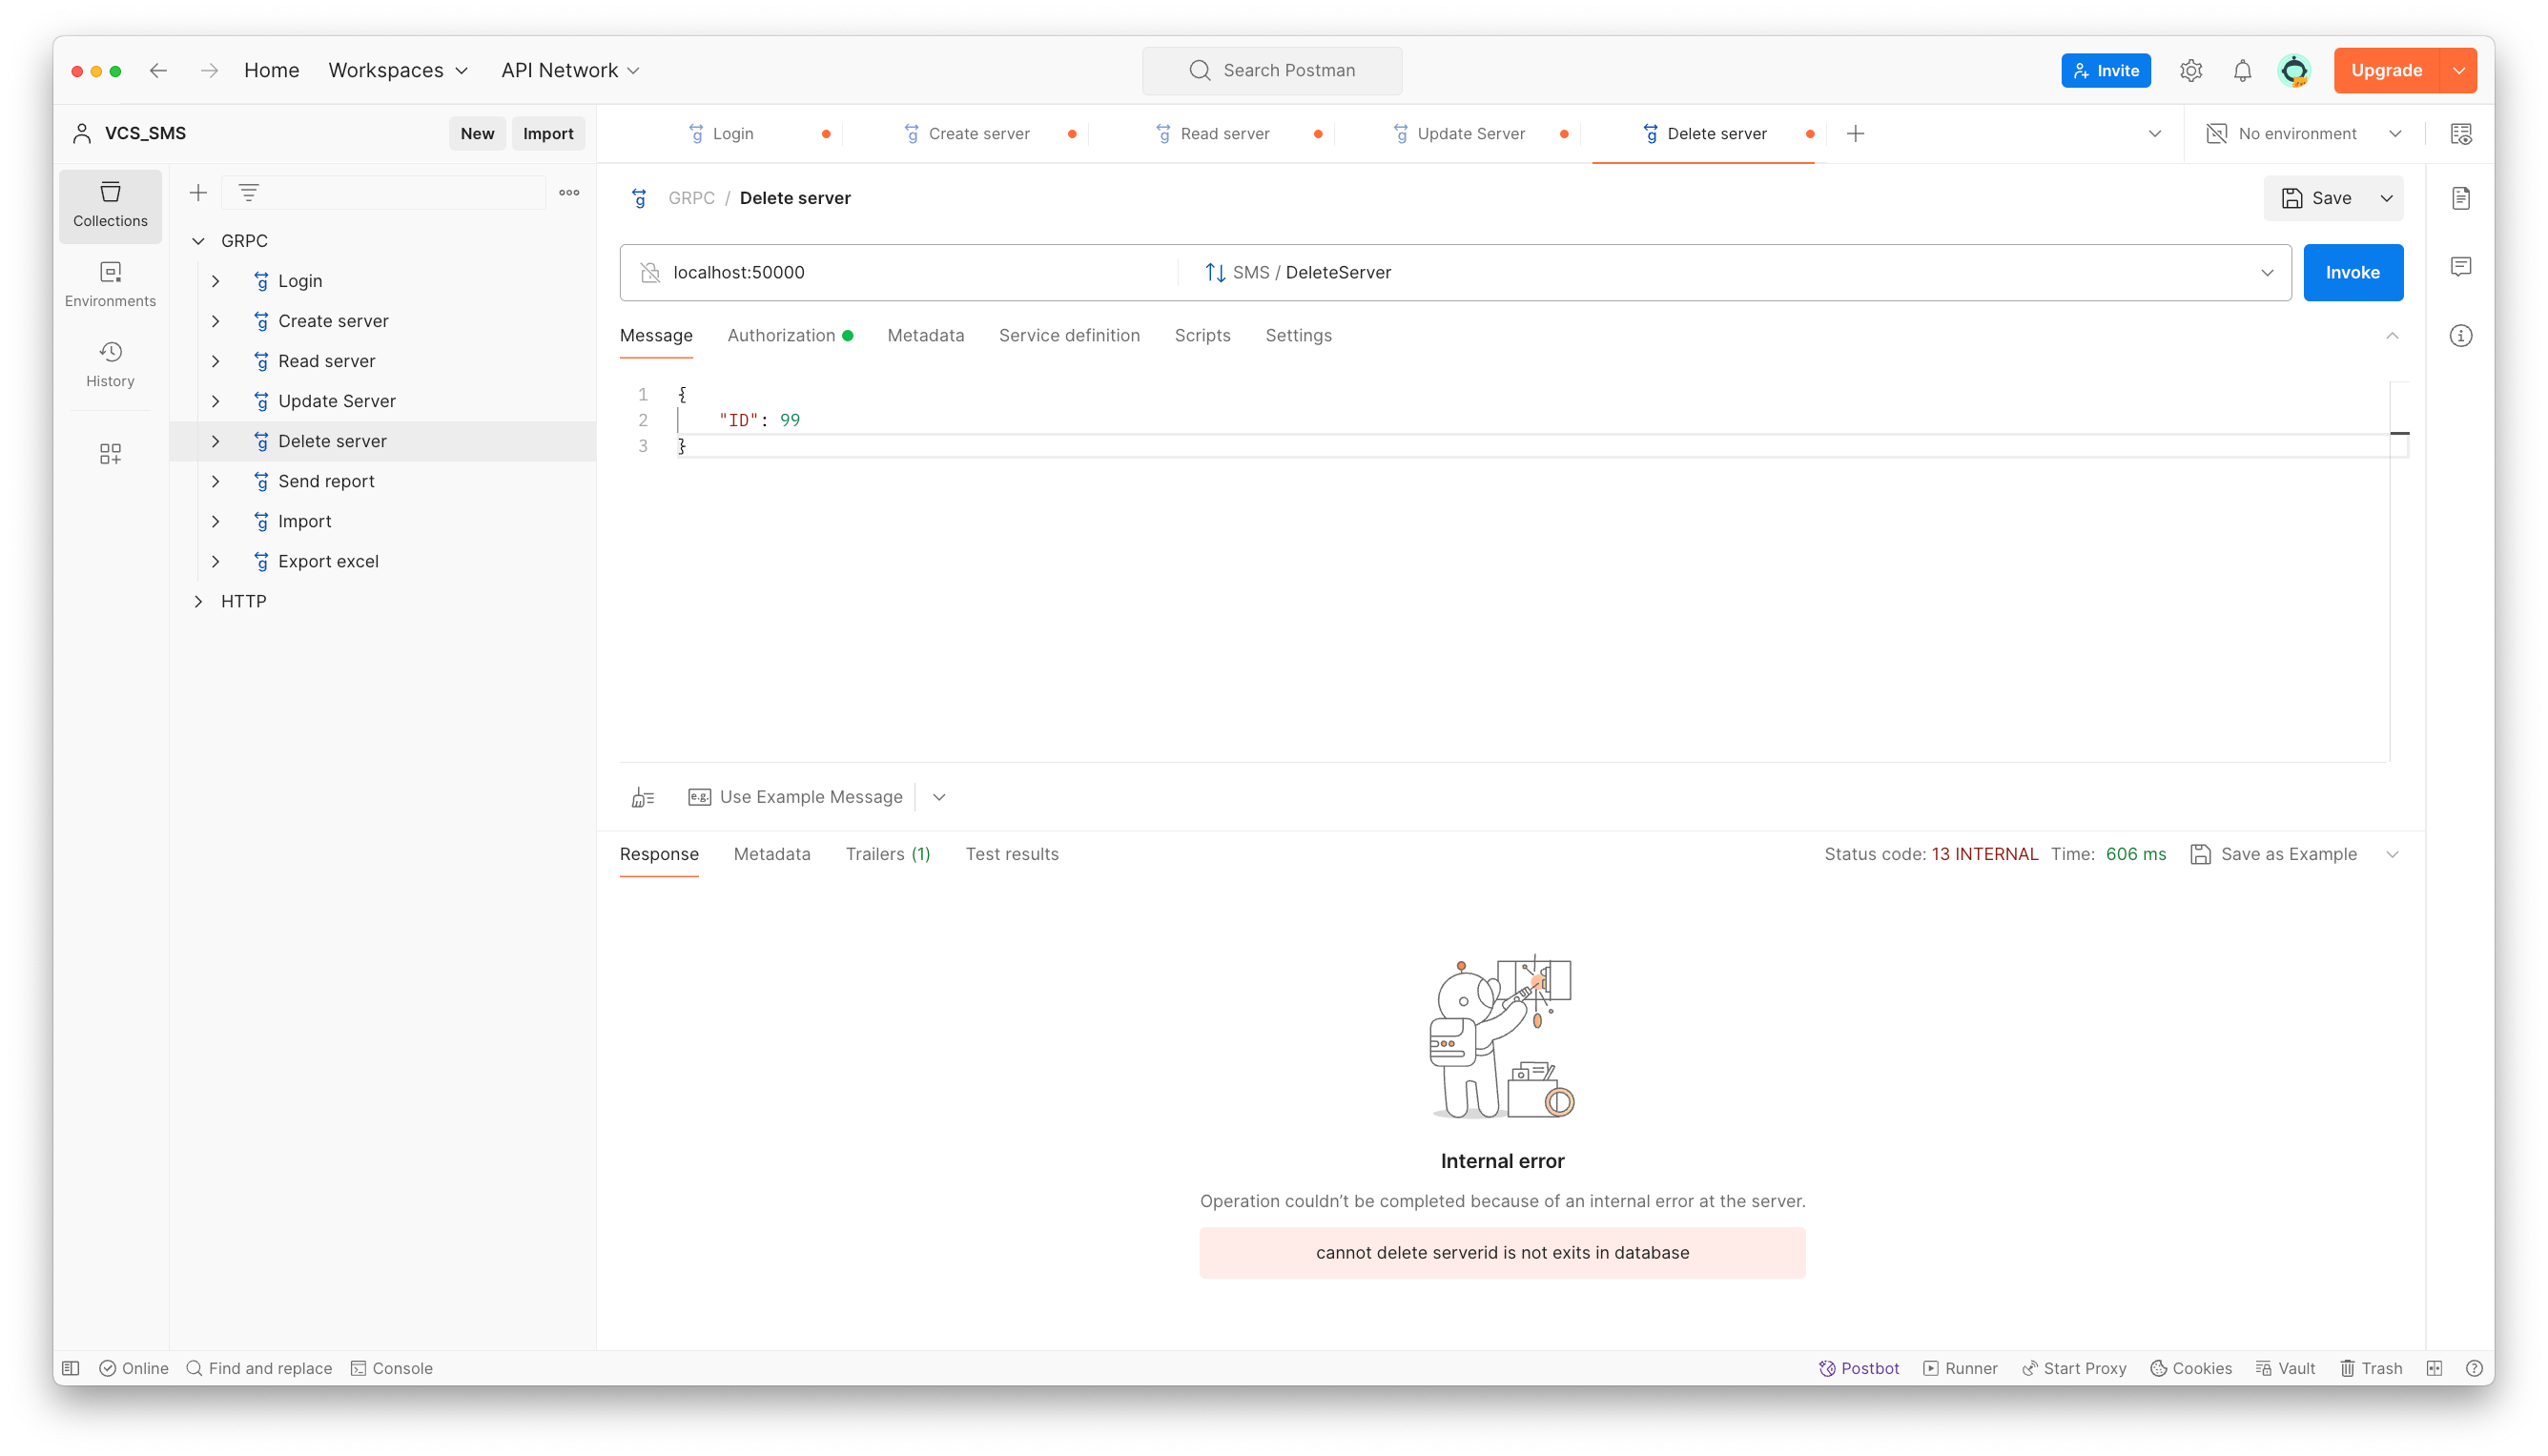 Home Workspaces API Network Search Postman Invite Upgrade
VCS_SMS New Import
Login Create server Read server Update Server Delete server No environment
Collections
Environments
History
GRPC
Login
Create server
Read server
Update Server
Delete server
Send report
Import
Export excel
HTTP
GRPC / Delete server Save
localhost:50000 SMS / DeleteServer Invoke
Message Authorization Metadata Service definition Scripts Settings
1 {
2 "ID": 99
3 }
e.g. Use Example Message
Response Metadata Trailers (1) Test results Status code: 13 INTERNAL Time: 606 ms Save as Example
Internal error
Operation couldn’t be completed because of an internal error at the server.
cannot delete serverid is not exits in database
Online Find and replace Console Postbot Runner Start Proxy Cookies Vault Trash